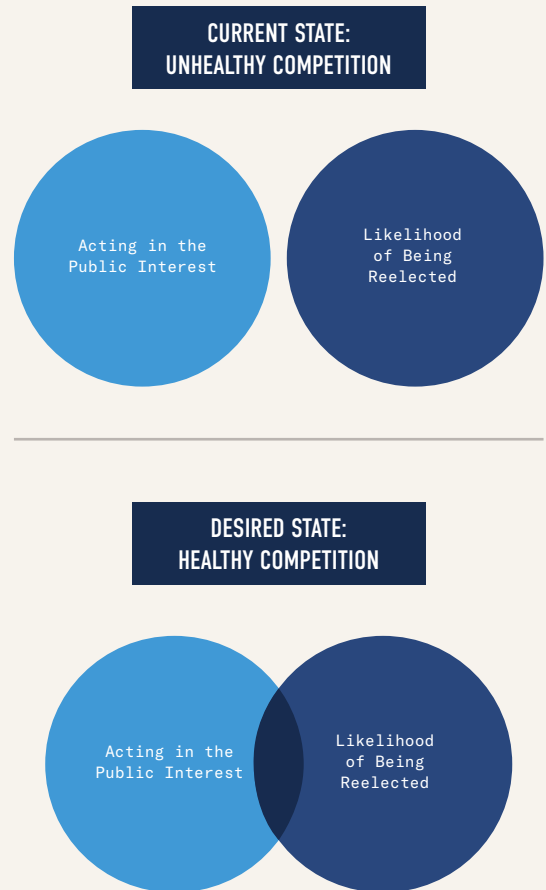 CURRENT STATE:
UNHEALTHY COMPETITION
Acting in the
Public Interest
Likelihood
of Being
Reelected
DESIRED STATE:
HEALTHY COMPETITION
Acting in the
Public Interest
Likelihood
of Being
Reelected